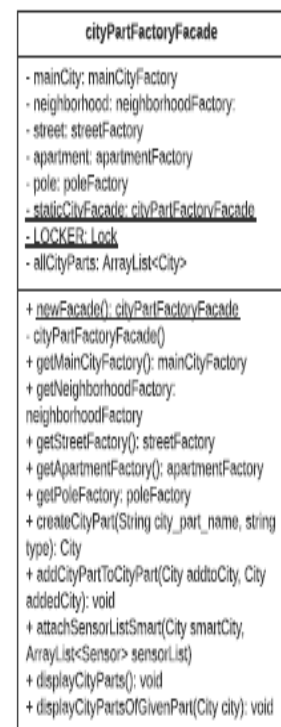 cityPartFactoryFacade
- mainCity: mainCityFactory
- neighborhood: neighborhoodFactory:
- street: streetFactory
- apartment: apartmentFactory
- pole: poleFactory
- staticCityFacade: cityPartFactoryFacade
- LOCKER: Lock
- allCityParts: ArrayList<City>
+ newFacade(): cityPartFactoryFacade
- cityPartFactoryFacade()
+ getMainCityFactory(): mainCityFactory
+ getNeighborhoodFactory:
neighborhoodFactory
+ getStreetFactory(): streetFactory
+ getApartmentFactory(): apartmentFactory
+ getPoleFactory: poleFactory
+ createCityPart(String city_part_name, string
type): City
+ addCityPartToCityPart(City addtoCity, City
addedCity): void
+ attachSensorListSmart(City smartCity,
ArrayList<Sensor> sensorList)
+ displayCityParts(): void
+ displayCityPartsOfGivenPart(City city): void